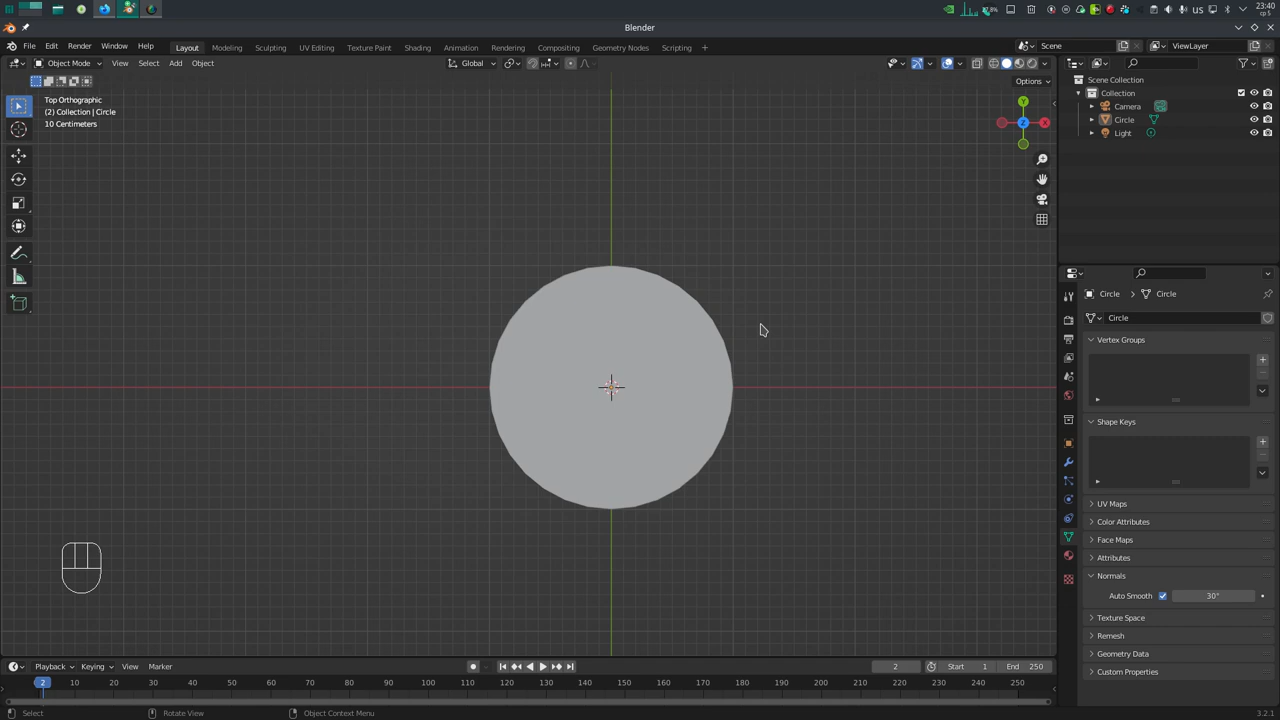 23:40
us
ср 5
37.8%
Blender
File Edit Render Window Help
Layout Modeling Sculpting UV Editing Texture Paint Shading Animation Rendering Compositing Geometry Nodes Scripting +
Scene
ViewLayer
Object Mode View Select Add Object
Global
Options
Top Orthographic
(2) Collection | Circle
10 Centimeters
Y
X
Z
Scene Collection
Collection
Camera
Circle
Light
Circle > Circle
Circle
Vertex Groups
Shape Keys
UV Maps
Color Attributes
Face Maps
Attributes
Normals
Auto Smooth 30°
Texture Space
Remesh
Geometry Data
Custom Properties
Playback Keying View Marker
2
Start 1
End 250
2 10 20 30 40 50 60 70 80 90 100 110 120 130 140 150 160 170 180 190 200 210 220 230 240 250
Select
Rotate View
Object Context Menu
3.2.1